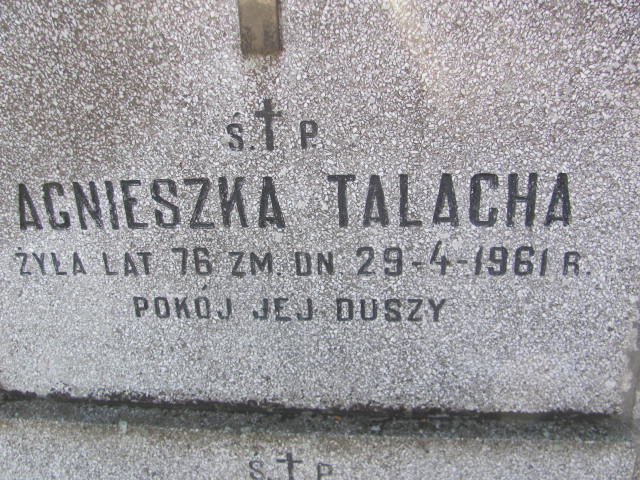 Ś.✝P.
AGNIESZKA TALACHA
ŻYŁA LAT 76 ZM. DN 29-4-1961 R.
POKÓJ JEJ DUSZY
Ś.✝P.